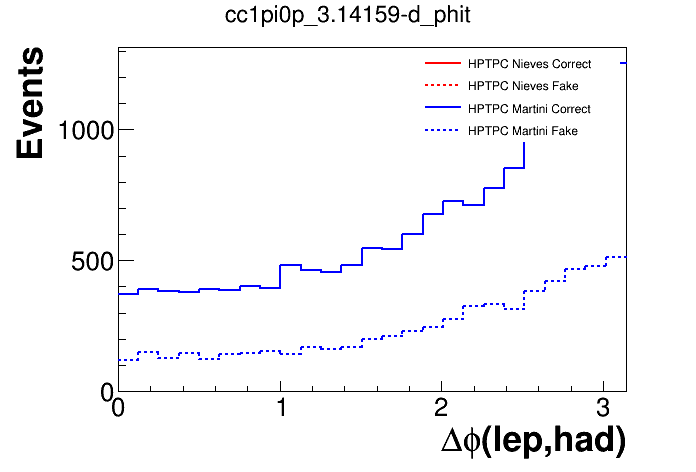 cc1pi0p_3.14159-d_phit
Events
HPTPC Nieves Correct
HPTPC Nieves Fake
HPTPC Martini Correct
HPTPC Martini Fake
1000
500
0
0 1 2 3
Δϕ(lep,had)